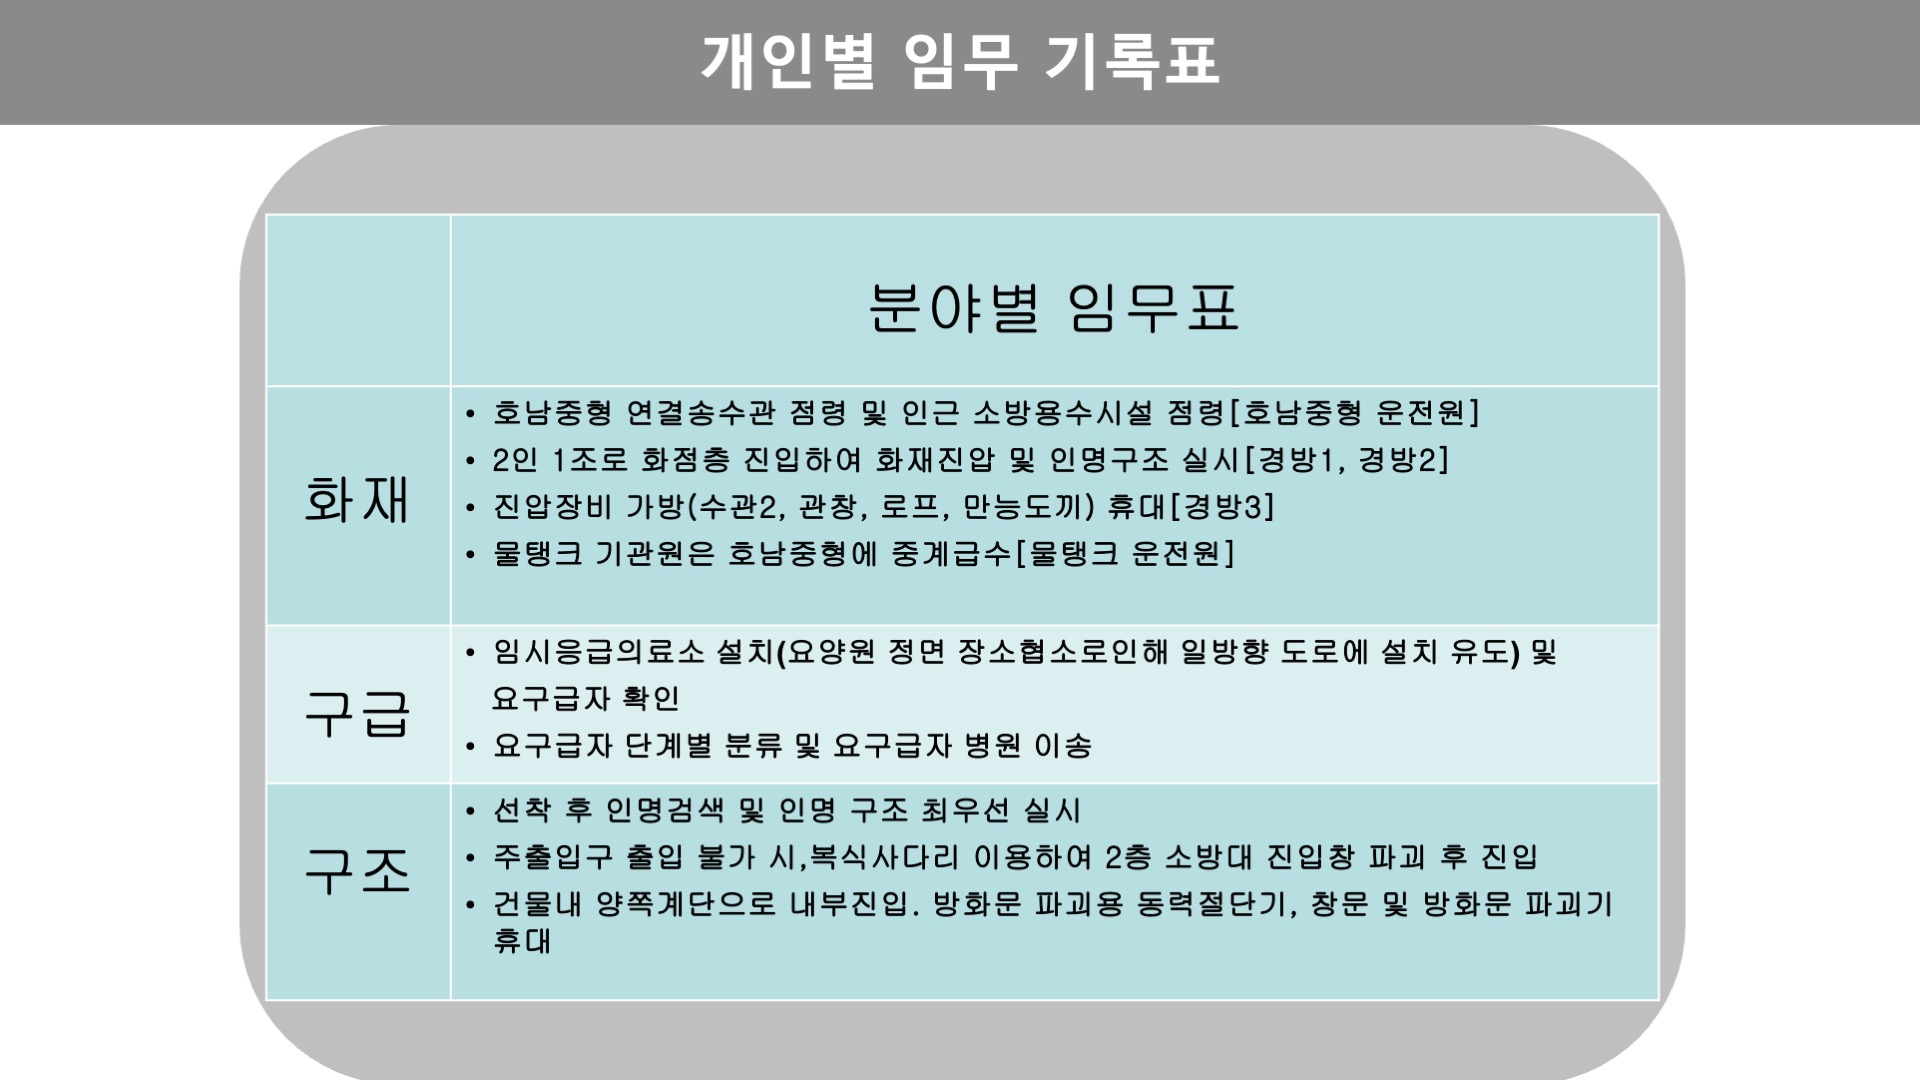 개인별 임무 기록표
분야별 임무표
화재
• 호남중형 연결송수관 점령 및 인근 소방용수시설 점령[호남중형 운전원]
• 2인 1조로 화점층 진입하여 화재진압 및 인명구조 실시[경방1, 경방2]
• 진압장비 가방(수관2, 관창, 로프, 만능도끼) 휴대[경방3]
• 물탱크 기관원은 호남중형에 중계급수[물탱크 운전원]
구급
• 임시응급의료소 설치(요양원 정면 장소협소로인해 일방향 도로에 설치 유도) 및
요구급자 확인
• 요구급자 단계별 분류 및 요구급자 병원 이송
구조
• 선착 후 인명검색 및 인명 구조 최우선 실시
• 주출입구 출입 불가 시,복식사다리 이용하여 2층 소방대 진입창 파괴 후 진입
• 건물내 양쪽계단으로 내부진입. 방화문 파괴용 동력절단기, 창문 및 방화문 파괴기
휴대